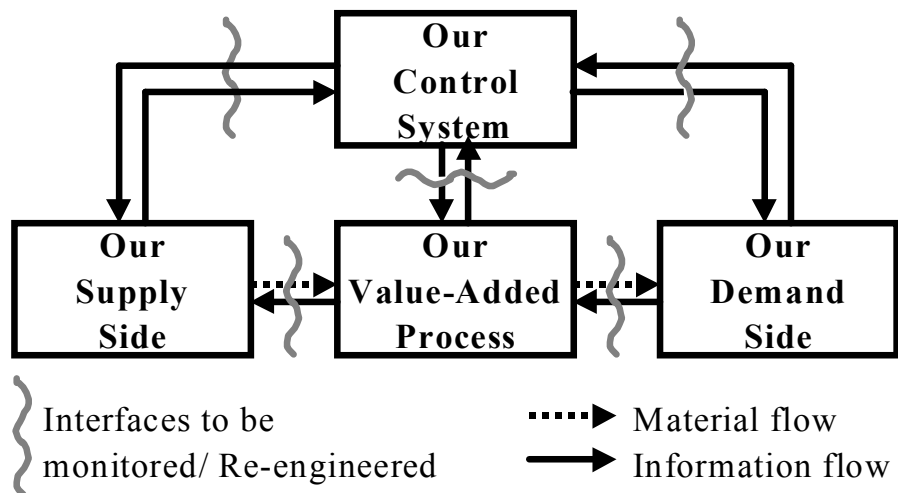 Our
Control
System
Our
Supply
Side
Our
Value-Added
Process
Our
Demand
Side
Interfaces to be
monitored/ Re-engineered
Material flow
Information flow